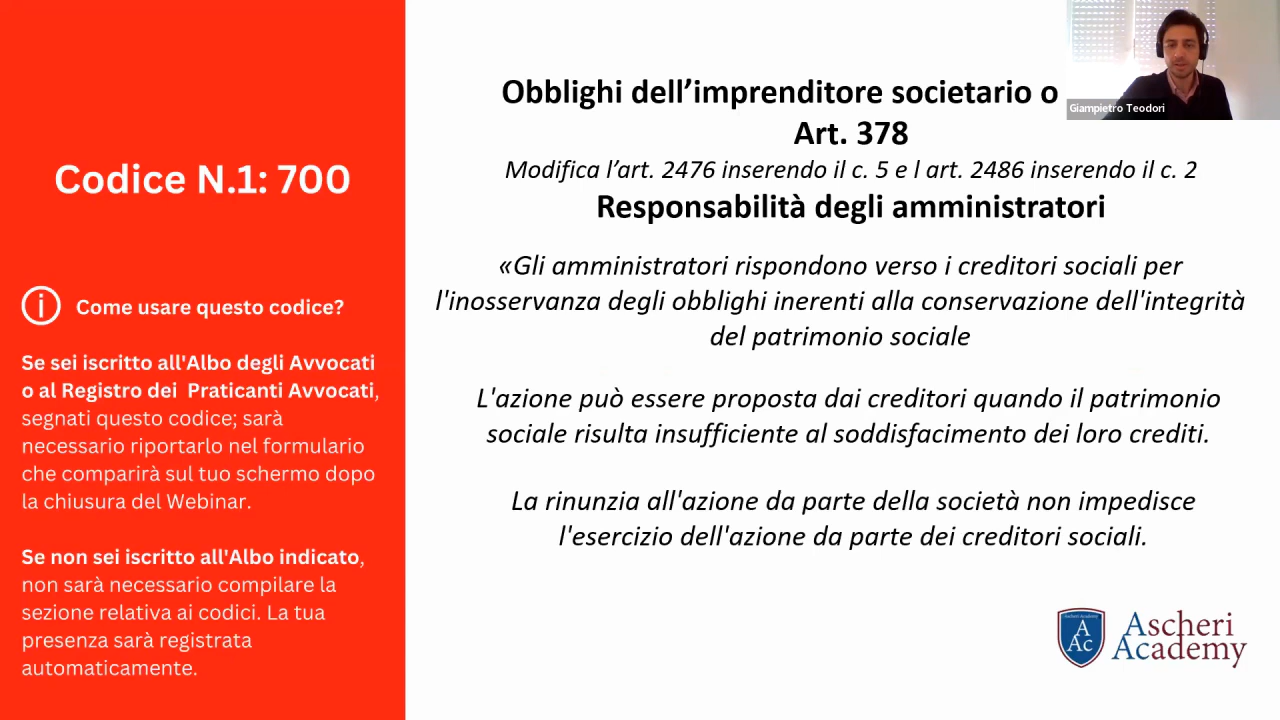 Codice N.1: 700
Come usare questo codice?
Se sei iscritto all'Albo degli Avvocati
o al Registro dei Praticanti Avvocati,
segnati questo codice; sarà
necessario riportarlo nel formulario
che comparirà sul tuo schermo dopo
la chiusura del Webinar.
Se non sei iscritto all'Albo indicato,
non sarà necessario compilare la
sezione relativa ai codici. La tua
presenza sarà registrata
automaticamente.
Obblighi dell’imprenditore societario o
Art. 378
Modifica l’art. 2476 inserendo il c. 5 e l art. 2486 inserendo il c. 2
Responsabilità degli amministratori
«Gli amministratori rispondono verso i creditori sociali per
l'inosservanza degli obblighi inerenti alla conservazione dell'integrità
del patrimonio sociale
L'azione può essere proposta dai creditori quando il patrimonio
sociale risulta insufficiente al soddisfacimento dei loro crediti.
La rinunzia all'azione da parte della società non impedisce
l'esercizio dell'azione da parte dei creditori sociali.
Giampietro Teodori
Ascheri Academy
A
Ac
Ascheri
Academy